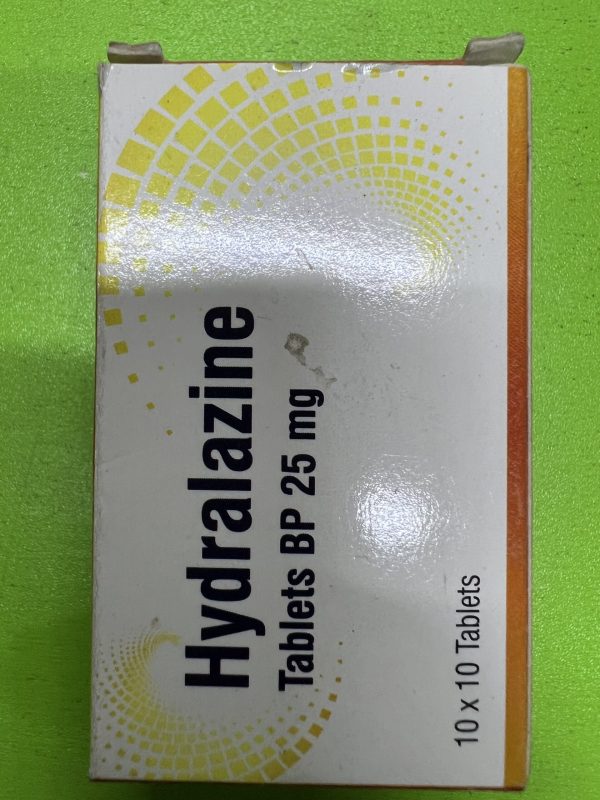 Hydralazine
Tablets BP 25 mg
10 x 10 Tablets